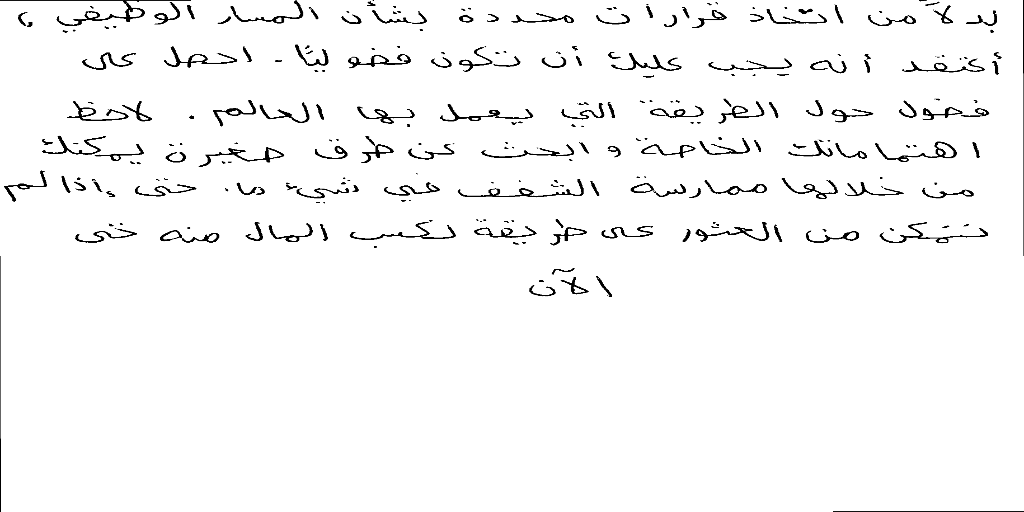 بدلاً من اتخاذ قرارات محددة بشأن المسار الوظيفي ،
أعتقد أنه يجب عليك أن تكون فضوليًا. احصل على
فضول حول الطريقة التي يعمل بها العالم . لاحظ
اهتماماتك الخاصة و ابحث عن طرق صغيرة يمكنك
من خلالها ممارسة الشغف في شيء ما. حتى إذا لم
تتمكن من العثور على طريقة لكسب المال منه حتى
الآن